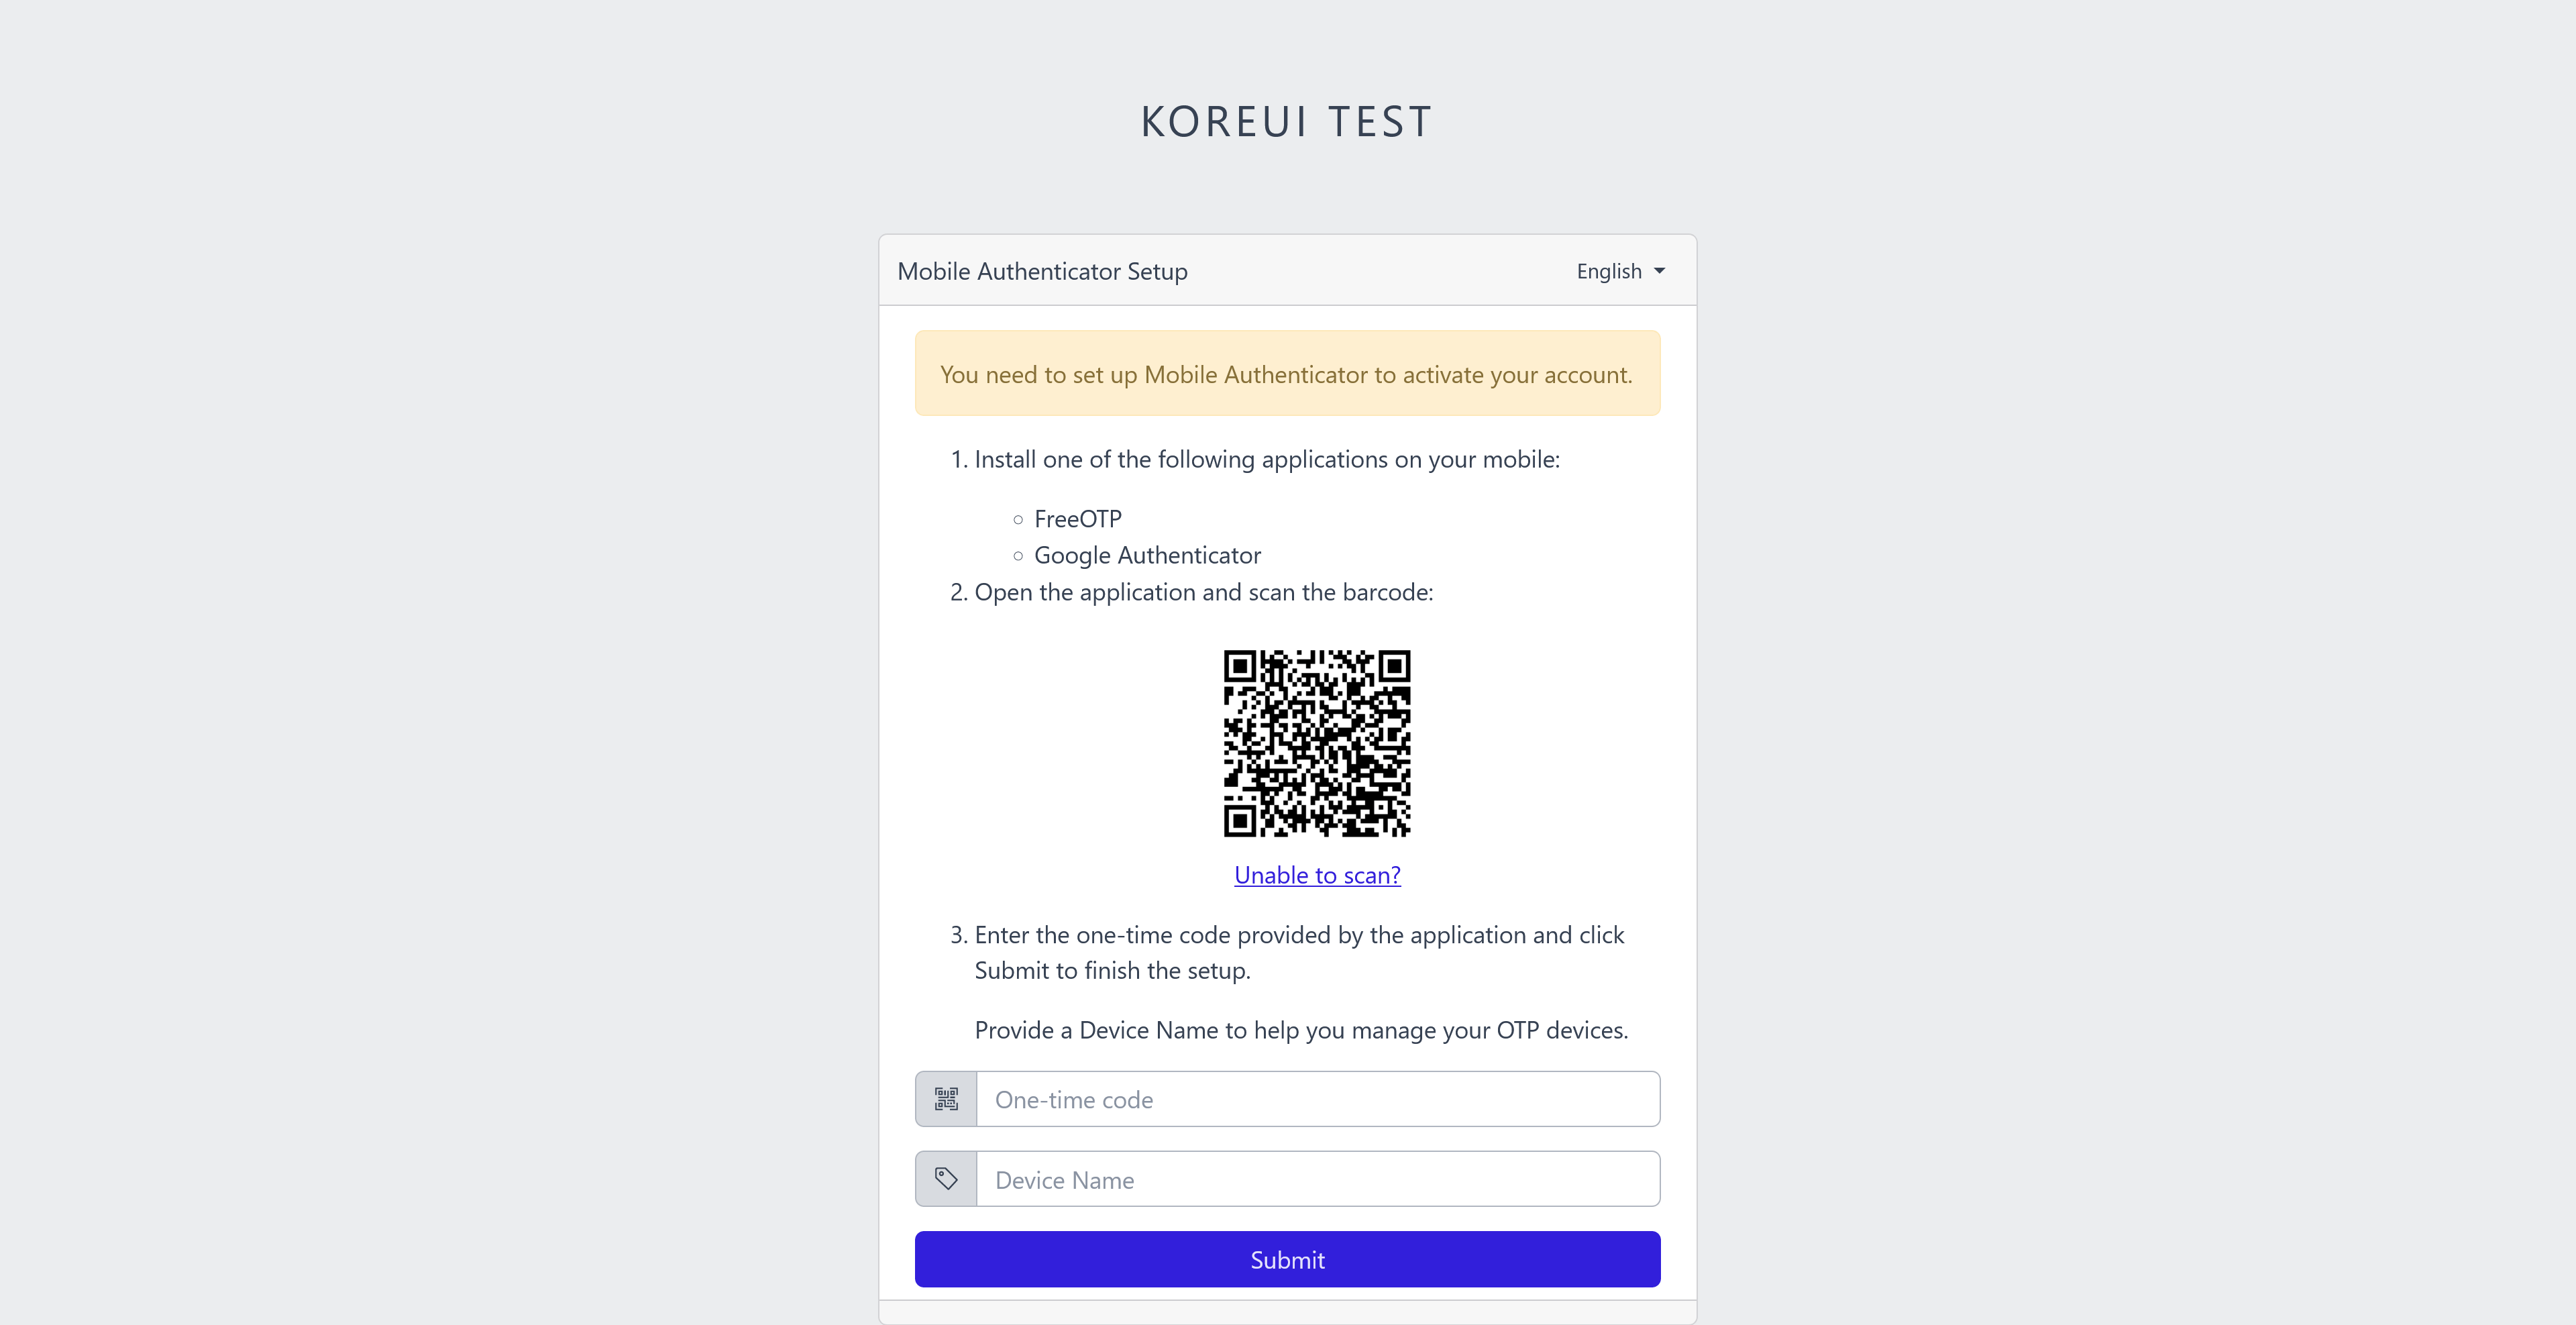 KOREUI TEST
Mobile Authenticator Setup
English
You need to set up Mobile Authenticator to activate your account.
1. Install one of the following applications on your mobile:
FreeOTP
Google Authenticator
2. Open the application and scan the barcode:
Unable to scan?
3. Enter the one-time code provided by the application and click
Submit to finish the setup.
Provide a Device Name to help you manage your OTP devices.
One-time code
Device Name
Submit